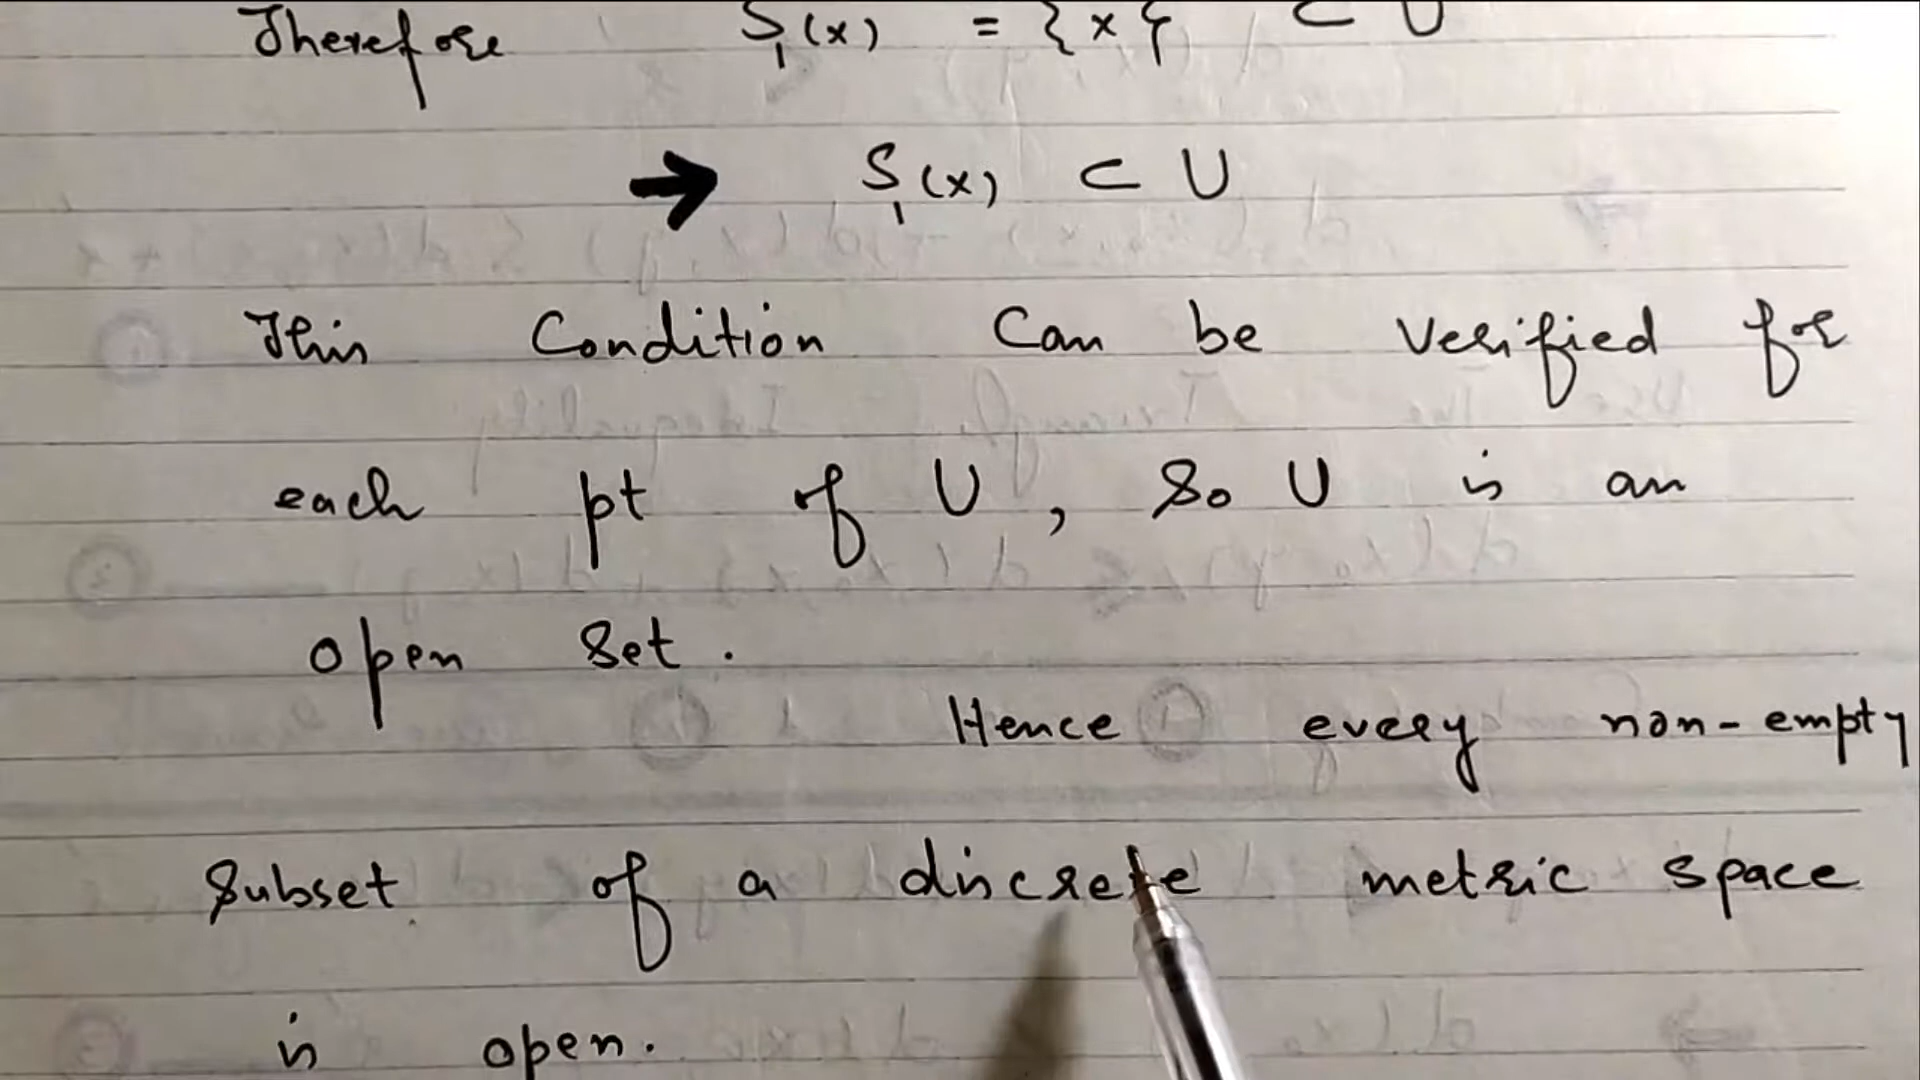 Therefore S₁(x) = {x} ⊂ U
→ S₁(x) ⊂ U
This Condition Can be Verified for
each pt of U, So U is an
open Set.
Hence every non-empty
Subset of a discrete metric space
is open.